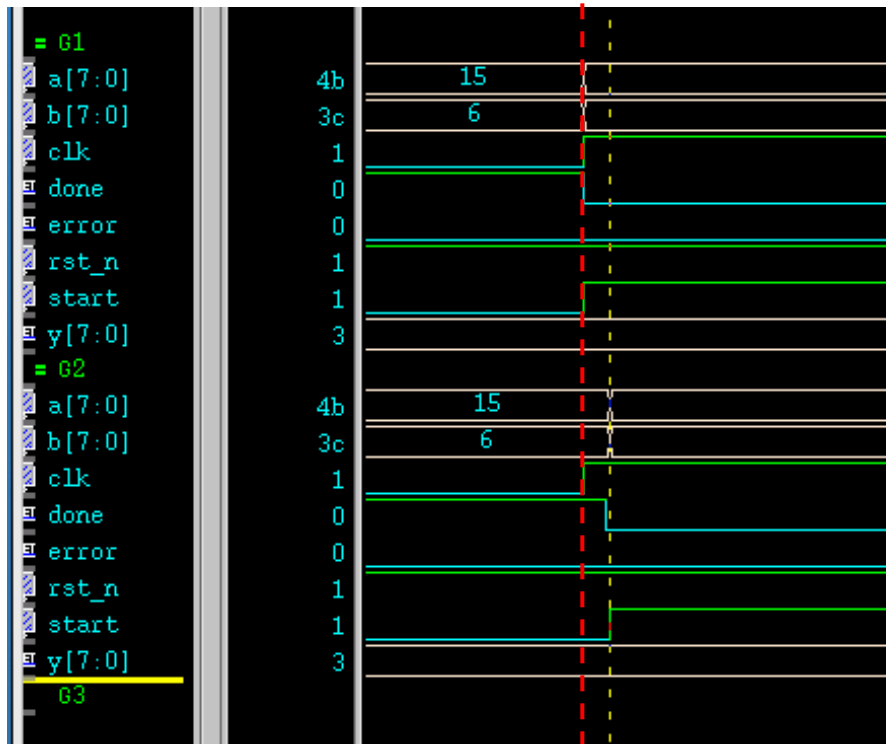 = G1
a[7:0] 4b 15
b[7:0] 3c 6
clk 1
done 0
error 0
rst_n 1
start 1
y[7:0] 3
= G2
a[7:0] 4b 15
b[7:0] 3c 6
clk 1
done 0
error 0
rst_n 1
start 1
y[7:0] 3
G3